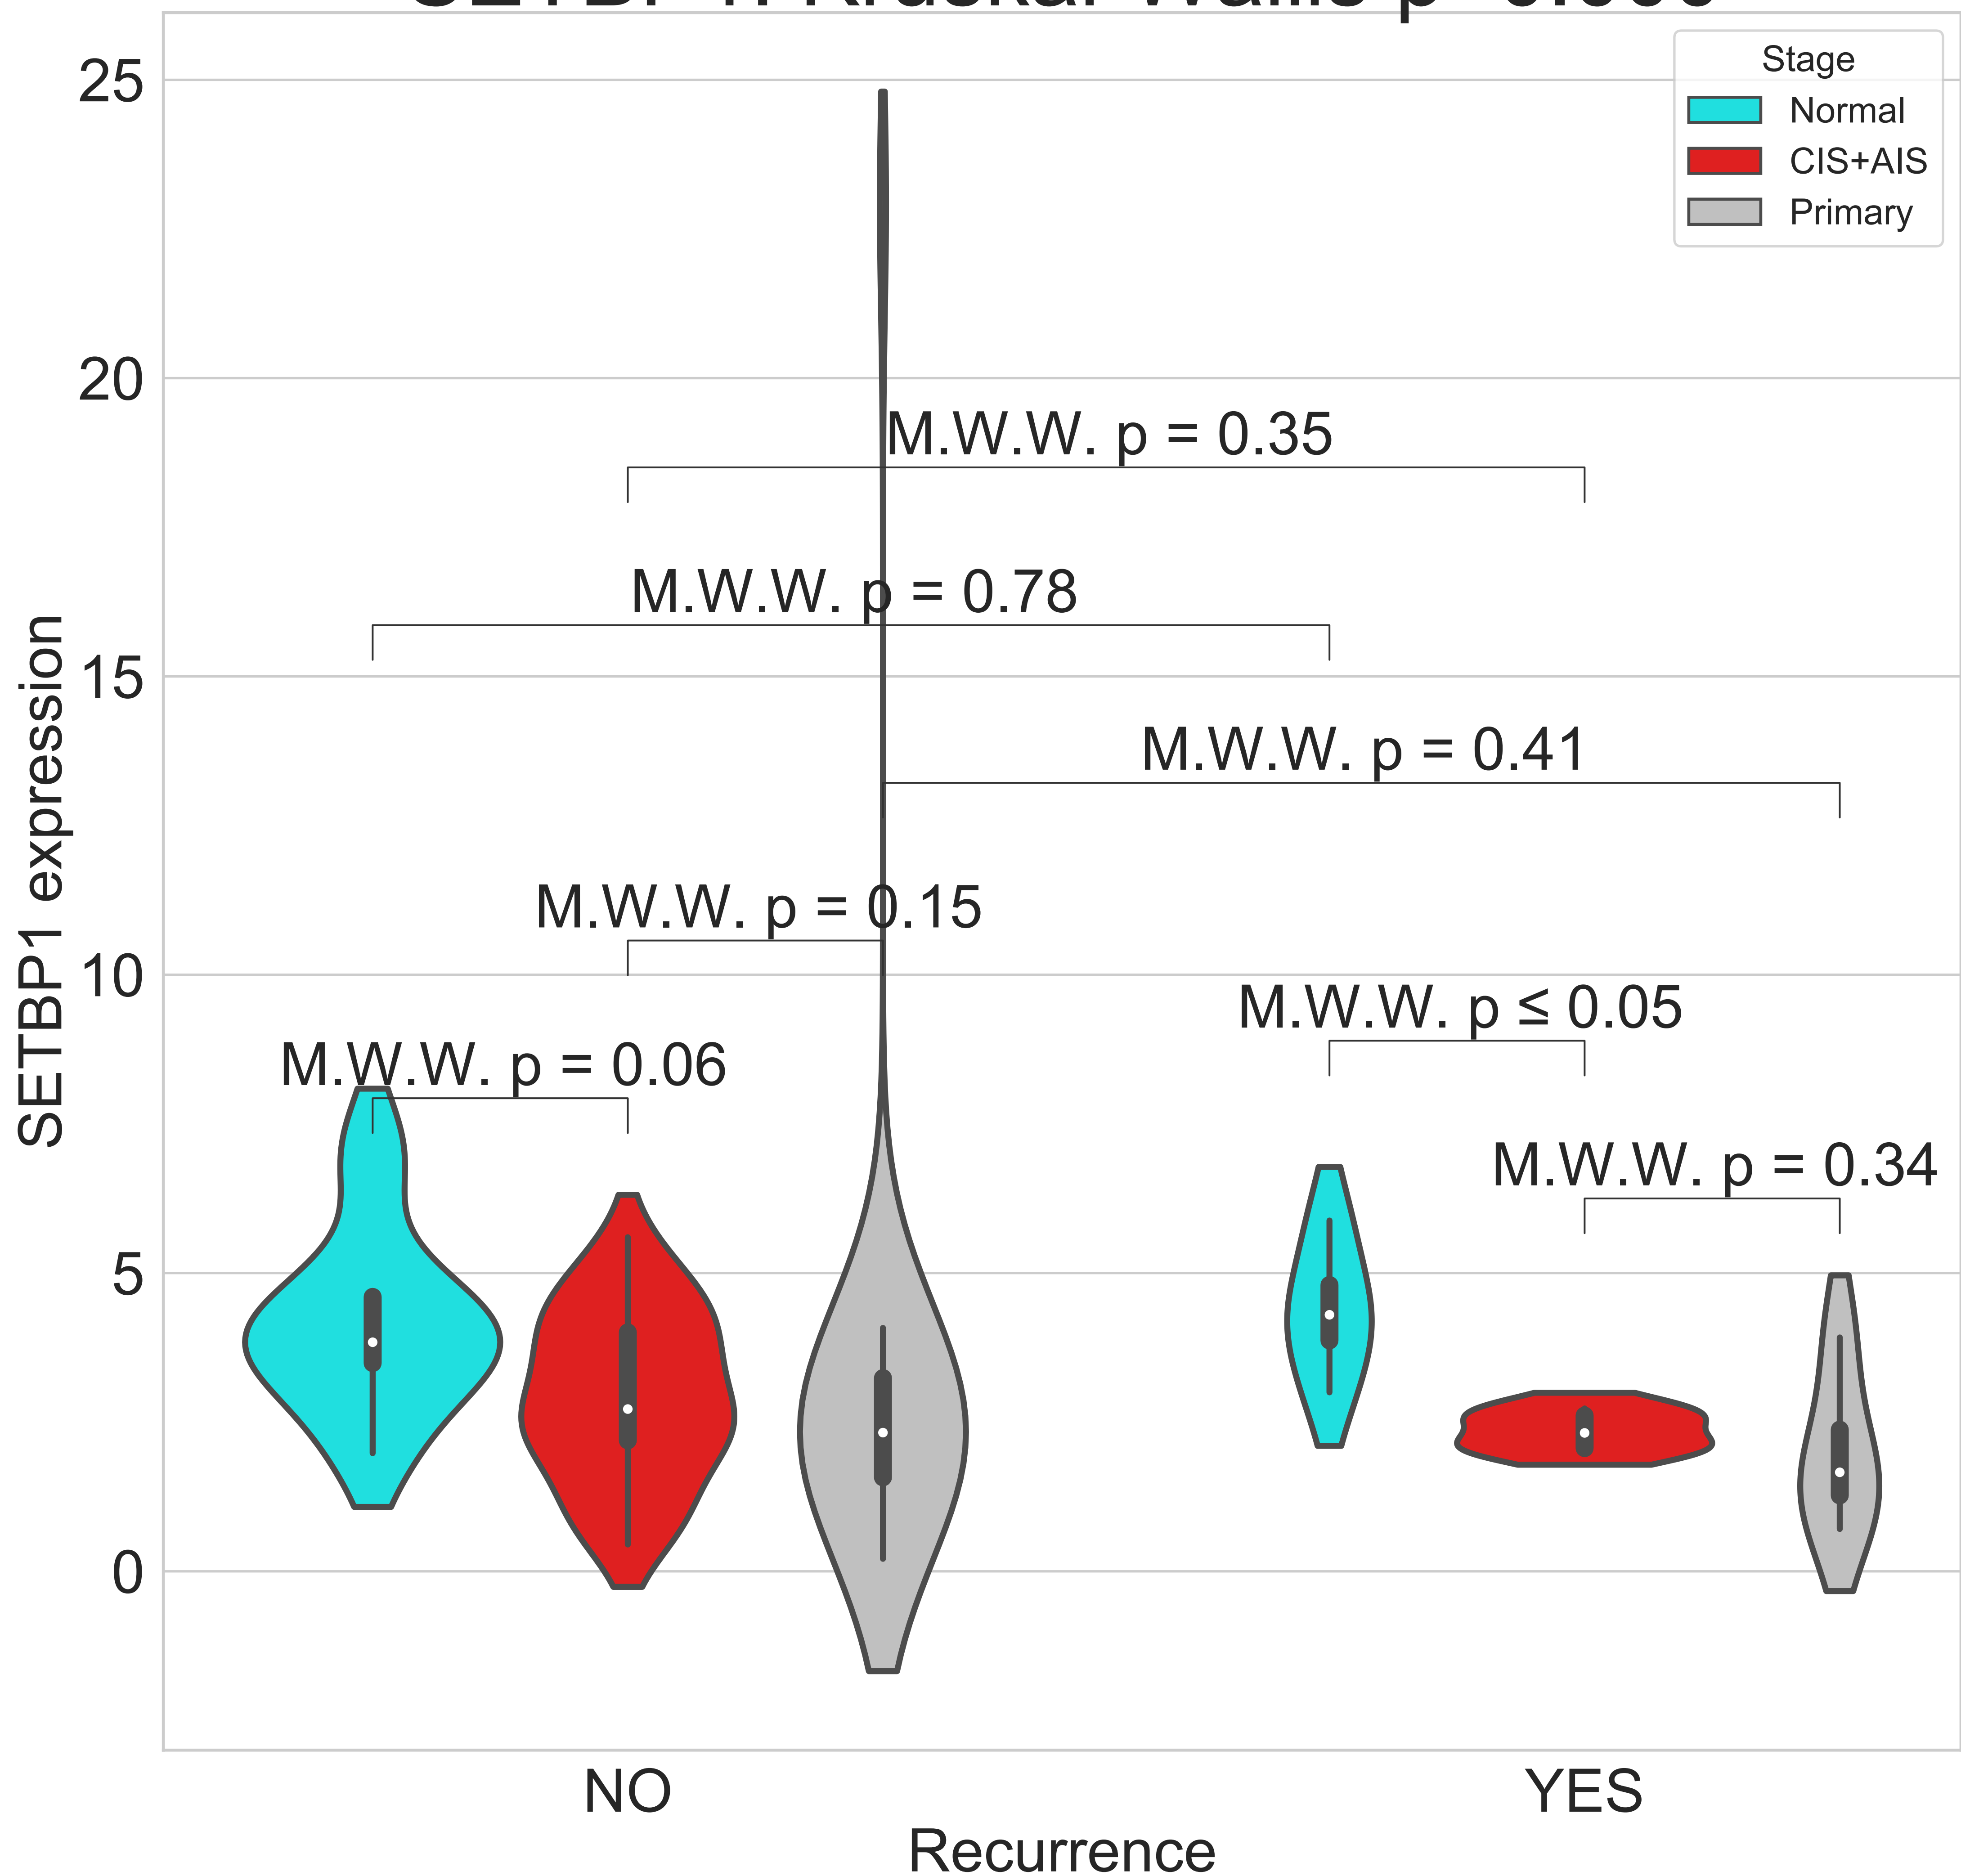 25
20
15
10
5
0
SETBP1 expression
Stage
Normal
CIS+AIS
Primary
M.W.W. p = 0.35
M.W.W. p = 0.78
M.W.W. p = 0.41
M.W.W. p = 0.15
M.W.W. p ≤ 0.05
M.W.W. p = 0.06
M.W.W. p = 0.34
NO
YES
Recurrence